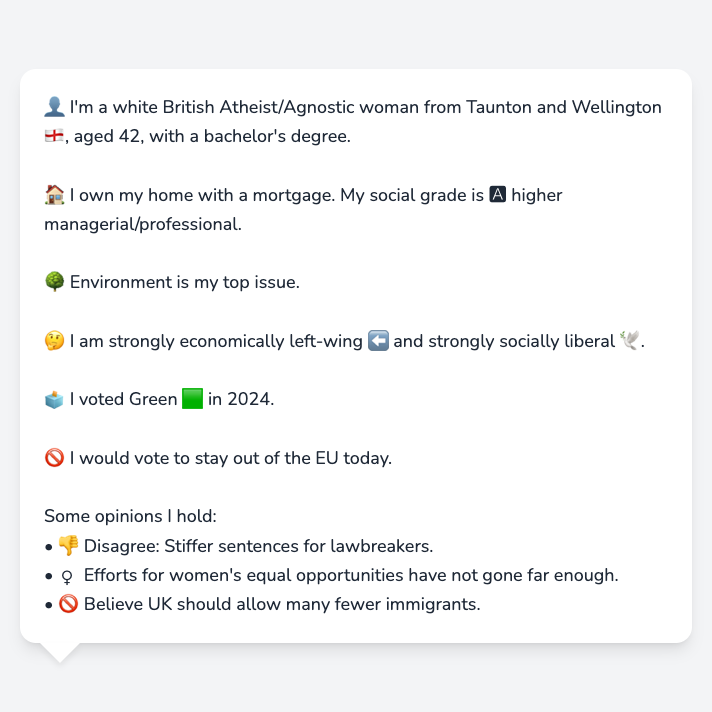 👤 I'm a white British Atheist/Agnostic woman from Taunton and Wellington
🏴󠁧󠁢󠁥󠁮󠁧󠁿, aged 42, with a bachelor's degree.
🏠 I own my home with a mortgage. My social grade is 🅰 higher
managerial/professional.
🌳 Environment is my top issue.
🤔 I am strongly economically left-wing ⬅️ and strongly socially liberal 🕊️.
🗳️ I voted Green 🟩 in 2024.
🚫 I would vote to stay out of the EU today.
Some opinions I hold:
• 👎 Disagree: Stiffer sentences for lawbreakers.
• ♀ Efforts for women's equal opportunities have not gone far enough.
• 🚫 Believe UK should allow many fewer immigrants.